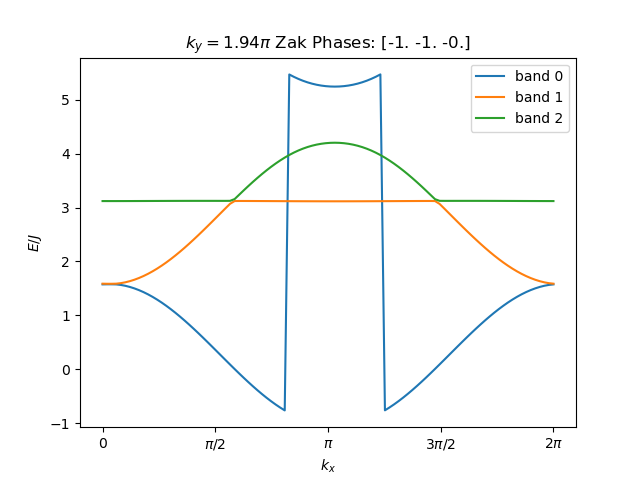 k_y = 1.94π Zak Phases: [-1. -1. -0.]
E/J
5
4
3
2
1
0
−1
band 0
band 1
band 2
0
π/2
π
3π/2
2π
k_x